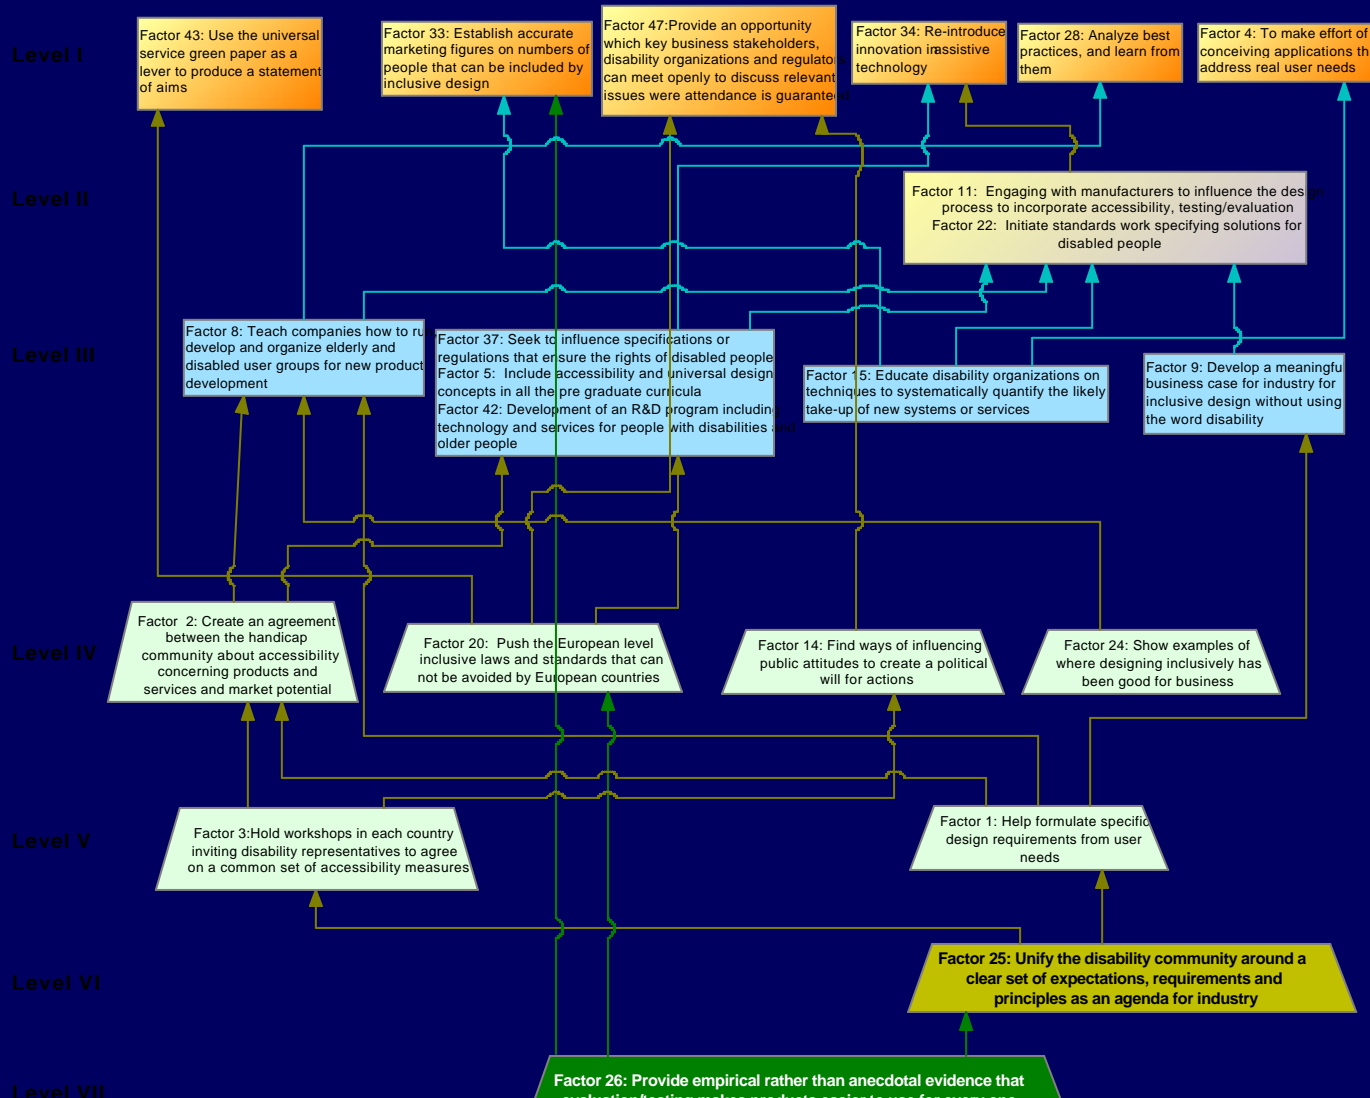 Level I
Factor 43: Use the universal
service green paper as a
lever to produce a statement
of aims
Factor 33: Establish accurate
marketing figures on numbers of
people that can be included by
inclusive design
Factor 47:Provide an opportunity
which key business stakeholders,
disability organizations and regulators
can meet openly to discuss relevant
issues were attendance is guaranteed
Factor 34: Re-introduce
innovation in assistive
technology
Factor 28: Analyze best
practices, and learn from
them
Factor 4: To make effort of
conceiving applications th
address real user needs
Level II
Factor 11: Engaging with manufacturers to influence the design
process to incorporate accessibility, testing/evaluation
Factor 22: Initiate standards work specifying solutions for
disabled people
Level III
Factor 8: Teach companies how to ru
develop and organize elderly and
disabled user groups for new product
development
Factor 37: Seek to influence specifications or
regulations that ensure the rights of disabled people
Factor 5: Include accessibility and universal design
concepts in all the pre graduate curricula
Factor 42: Development of an R&D program including
technology and services for people with disabilities and
older people
Factor 15: Educate disability organizations on
techniques to systematically quantify the likely
take-up of new systems or services
Factor 9: Develop a meaningfu
business case for industry for
inclusive design without using
the word disability
Level IV
Factor 2: Create an agreement
between the handicap
community about accessibility
concerning products and
services and market potential
Factor 20: Push the European level
inclusive laws and standards that can
not be avoided by European countries
Factor 14: Find ways of influencing
public attitudes to create a political
will for actions
Factor 24: Show examples of
where designing inclusively has
been good for business
Level V
Factor 3:Hold workshops in each country
inviting disability representatives to agree
on a common set of accessibility measures
Factor 1: Help formulate specific
design requirements from user
needs
Level VI
Factor 25: Unify the disability community around a
clear set of expectations, requirements and
principles as an agenda for industry
Level VII
Factor 26: Provide empirical rather than anecdotal evidence that
evaluation/testing makes products easier to use for every one